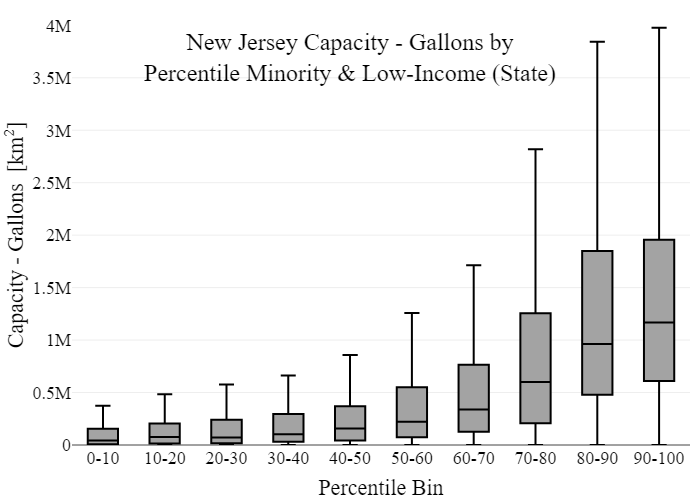 New Jersey Capacity - Gallons by
Percentile Minority & Low-Income (State)
Capacity - Gallons [km²]
4M
3.5M
3M
2.5M
2M
1.5M
1M
0.5M
0
0-10 10-20 20-30 30-40 40-50 50-60 60-70 70-80 80-90 90-100
Percentile Bin